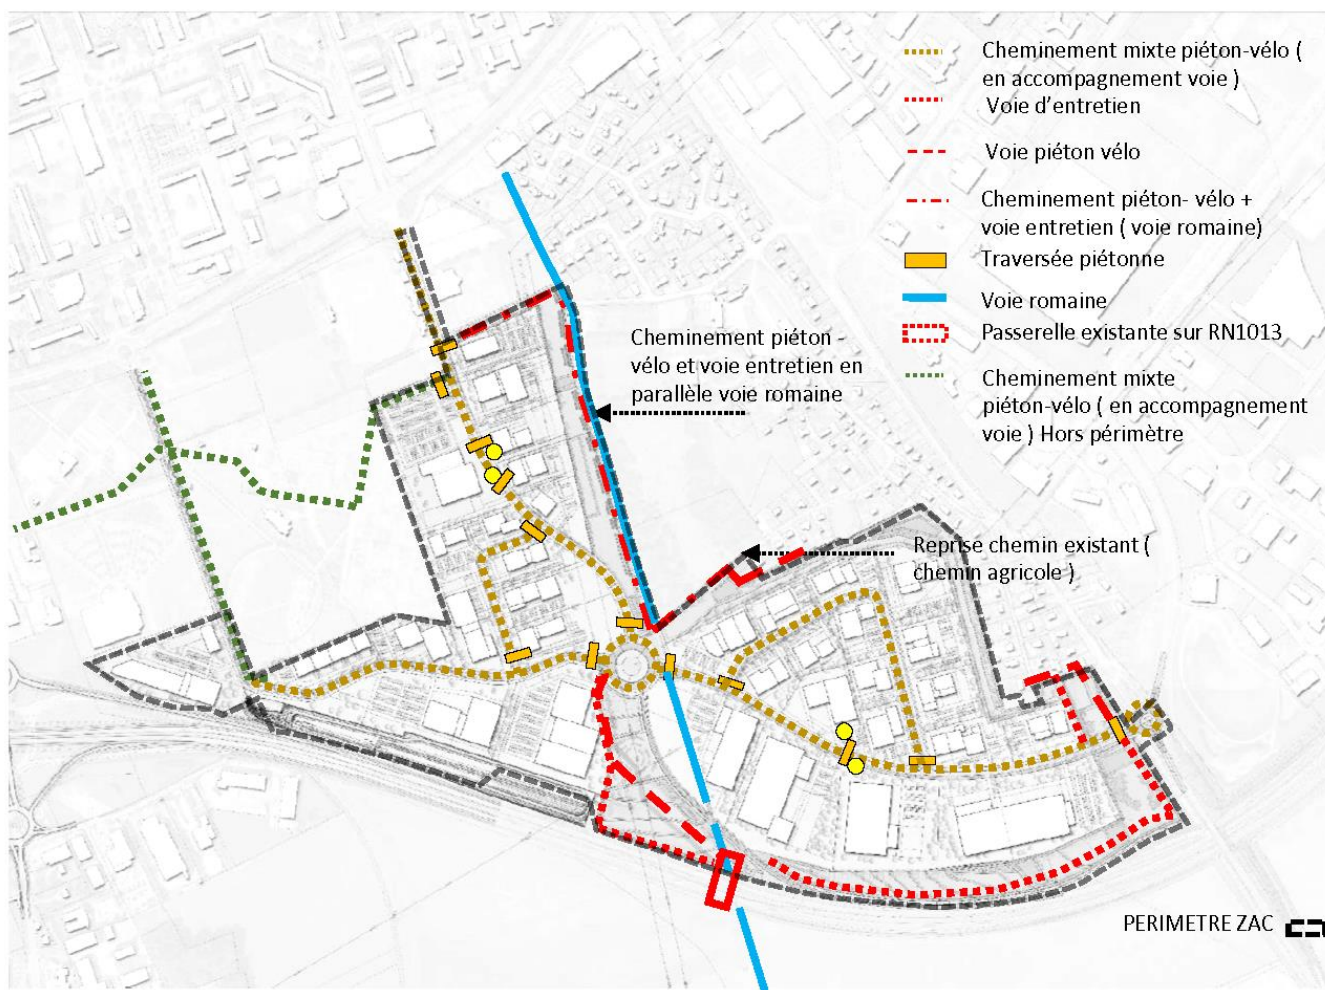 Cheminement mixte piéton-vélo (
en accompagnement voie )
Voie d'entretien
Voie piéton vélo
Cheminement piéton- vélo +
voie entretien ( voie romaine)
Traversée piétonne
Voie romaine
Passerelle existante sur RN1013
Cheminement mixte
piéton-vélo ( en accompagnement
voie ) Hors périmètre
Cheminement piéton -
vélo et voie entretien en
parallèle voie romaine
Reprise chemin existant (
chemin agricole )
PERIMETRE ZAC